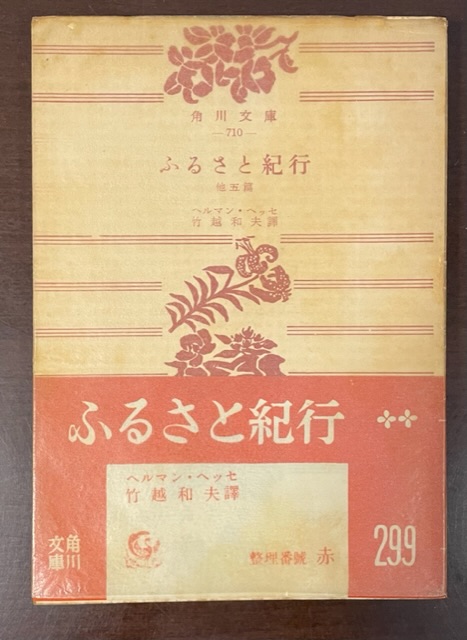 角川文庫
—710—
ふるさと紀行
他五篇
ヘルマン・ヘッセ
竹越和夫譯
ふるさと紀行
ヘルマン・ヘッセ
竹越和夫譯
角川文庫
整理番號 赤
299